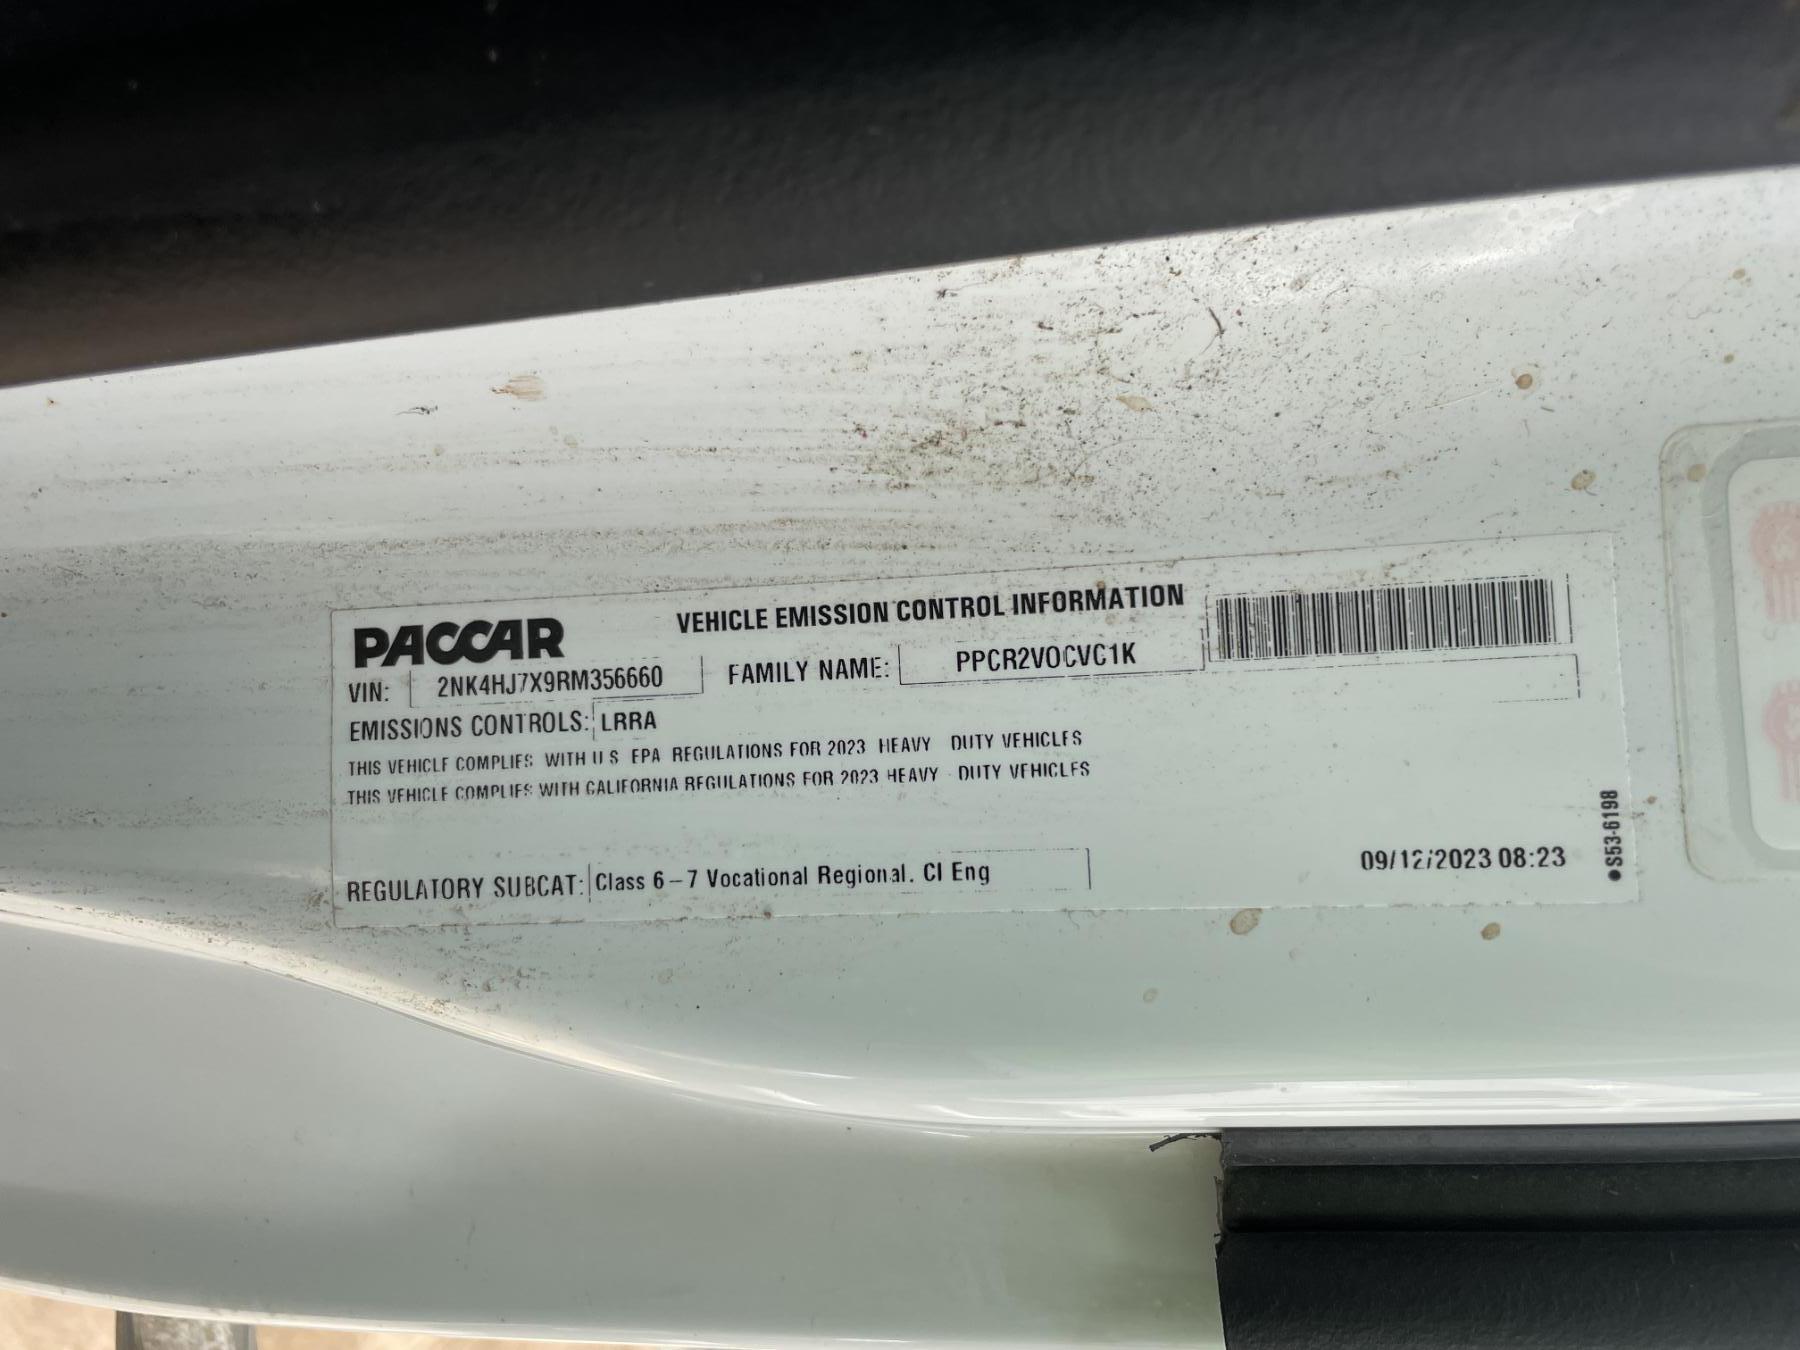 PACCAR
VEHICLE EMISSION CONTROL INFORMATION
VIN: 2NK4HJ7X9RM356660
FAMILY NAME: PPCR2VOCVC1K
EMISSIONS CONTROLS: LRRA
THIS VEHICLE COMPLIES WITH U S EPA REGULATIONS FOR 2023 HEAVY DUTY VEHICLES
THIS VEHICLE COMPLIES WITH CALIFORNIA REGULATIONS FOR 2023 HEAVY - DUTY VEHICLES
REGULATORY SUBCAT: Class 6-7 Vocational Regional. CI Eng
09/12/2023 08:23
●S53-6198